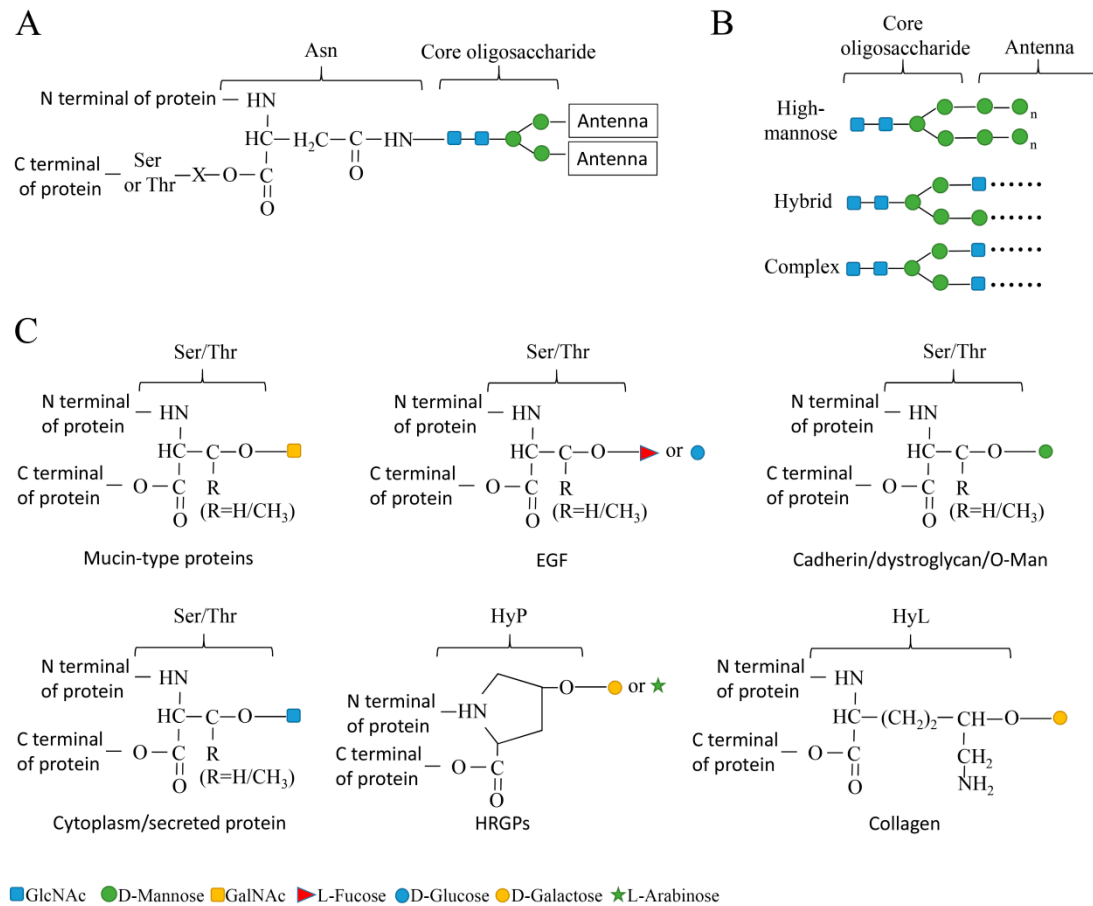 A
Asn
Core oligosaccharide
N terminal of protein
HN
HC
H₂C
C
HN
Antenna
Antenna
O
C terminal
of protein
Ser
or Thr
X
O
C
O
B
Core
oligosaccharide
Antenna
High-
mannose
n
n
Hybrid
Complex
C
Ser/Thr
N terminal
of protein
HN
HC
C
O
C terminal
of protein
O
C
R
O
(R=H/CH₃)
Mucin-type proteins
Ser/Thr
N terminal
of protein
HN
HC
C
O
or
C terminal
of protein
O
C
R
O
(R=H/CH₃)
EGF
Ser/Thr
N terminal
of protein
HN
HC
C
O
C terminal
of protein
O
C
R
O
(R=H/CH₃)
Cadherin/dystroglycan/O-Man
Ser/Thr
N terminal
of protein
HN
HC
C
O
C terminal
of protein
O
C
R
O
(R=H/CH₃)
Cytoplasm/secreted protein
HyP
O
or
N terminal
of protein
HN
C terminal
of protein
O
C
O
HRGPs
HyL
N terminal
of protein
HN
HC
(CH₂)₂
CH
O
C terminal
of protein
O
C
CH₂
O
NH₂
Collagen
GlcNAc D-Mannose GalNAc L-Fucose D-Glucose D-Galactose L-Arabinose